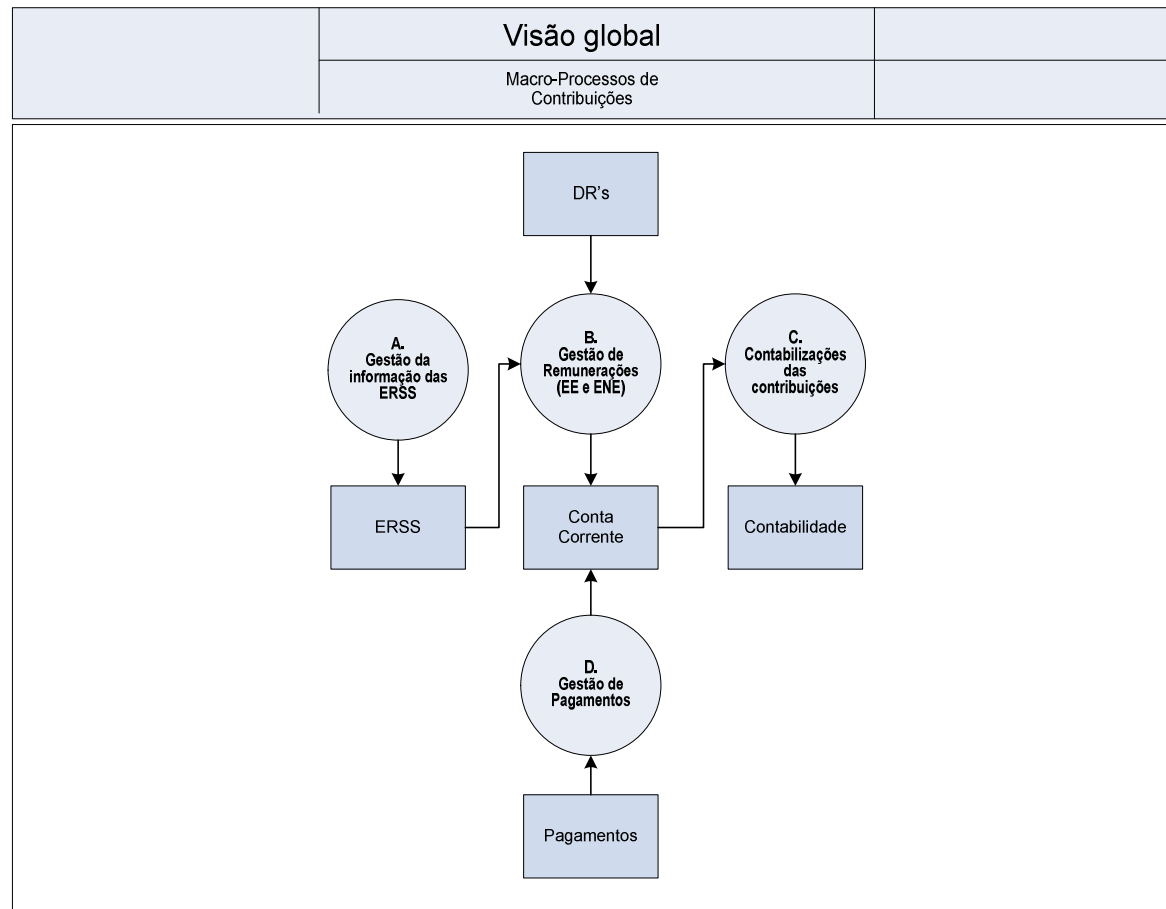 Visão global
Macro-Processos de
Contribuições
DR's
A.
Gestão da
informação das
ERSS
B.
Gestão de
Remunerações
(EE e ENE)
C.
Contabilizações
das
contribuições
ERSS
Conta
Corrente
Contabilidade
D.
Gestão de
Pagamentos
Pagamentos